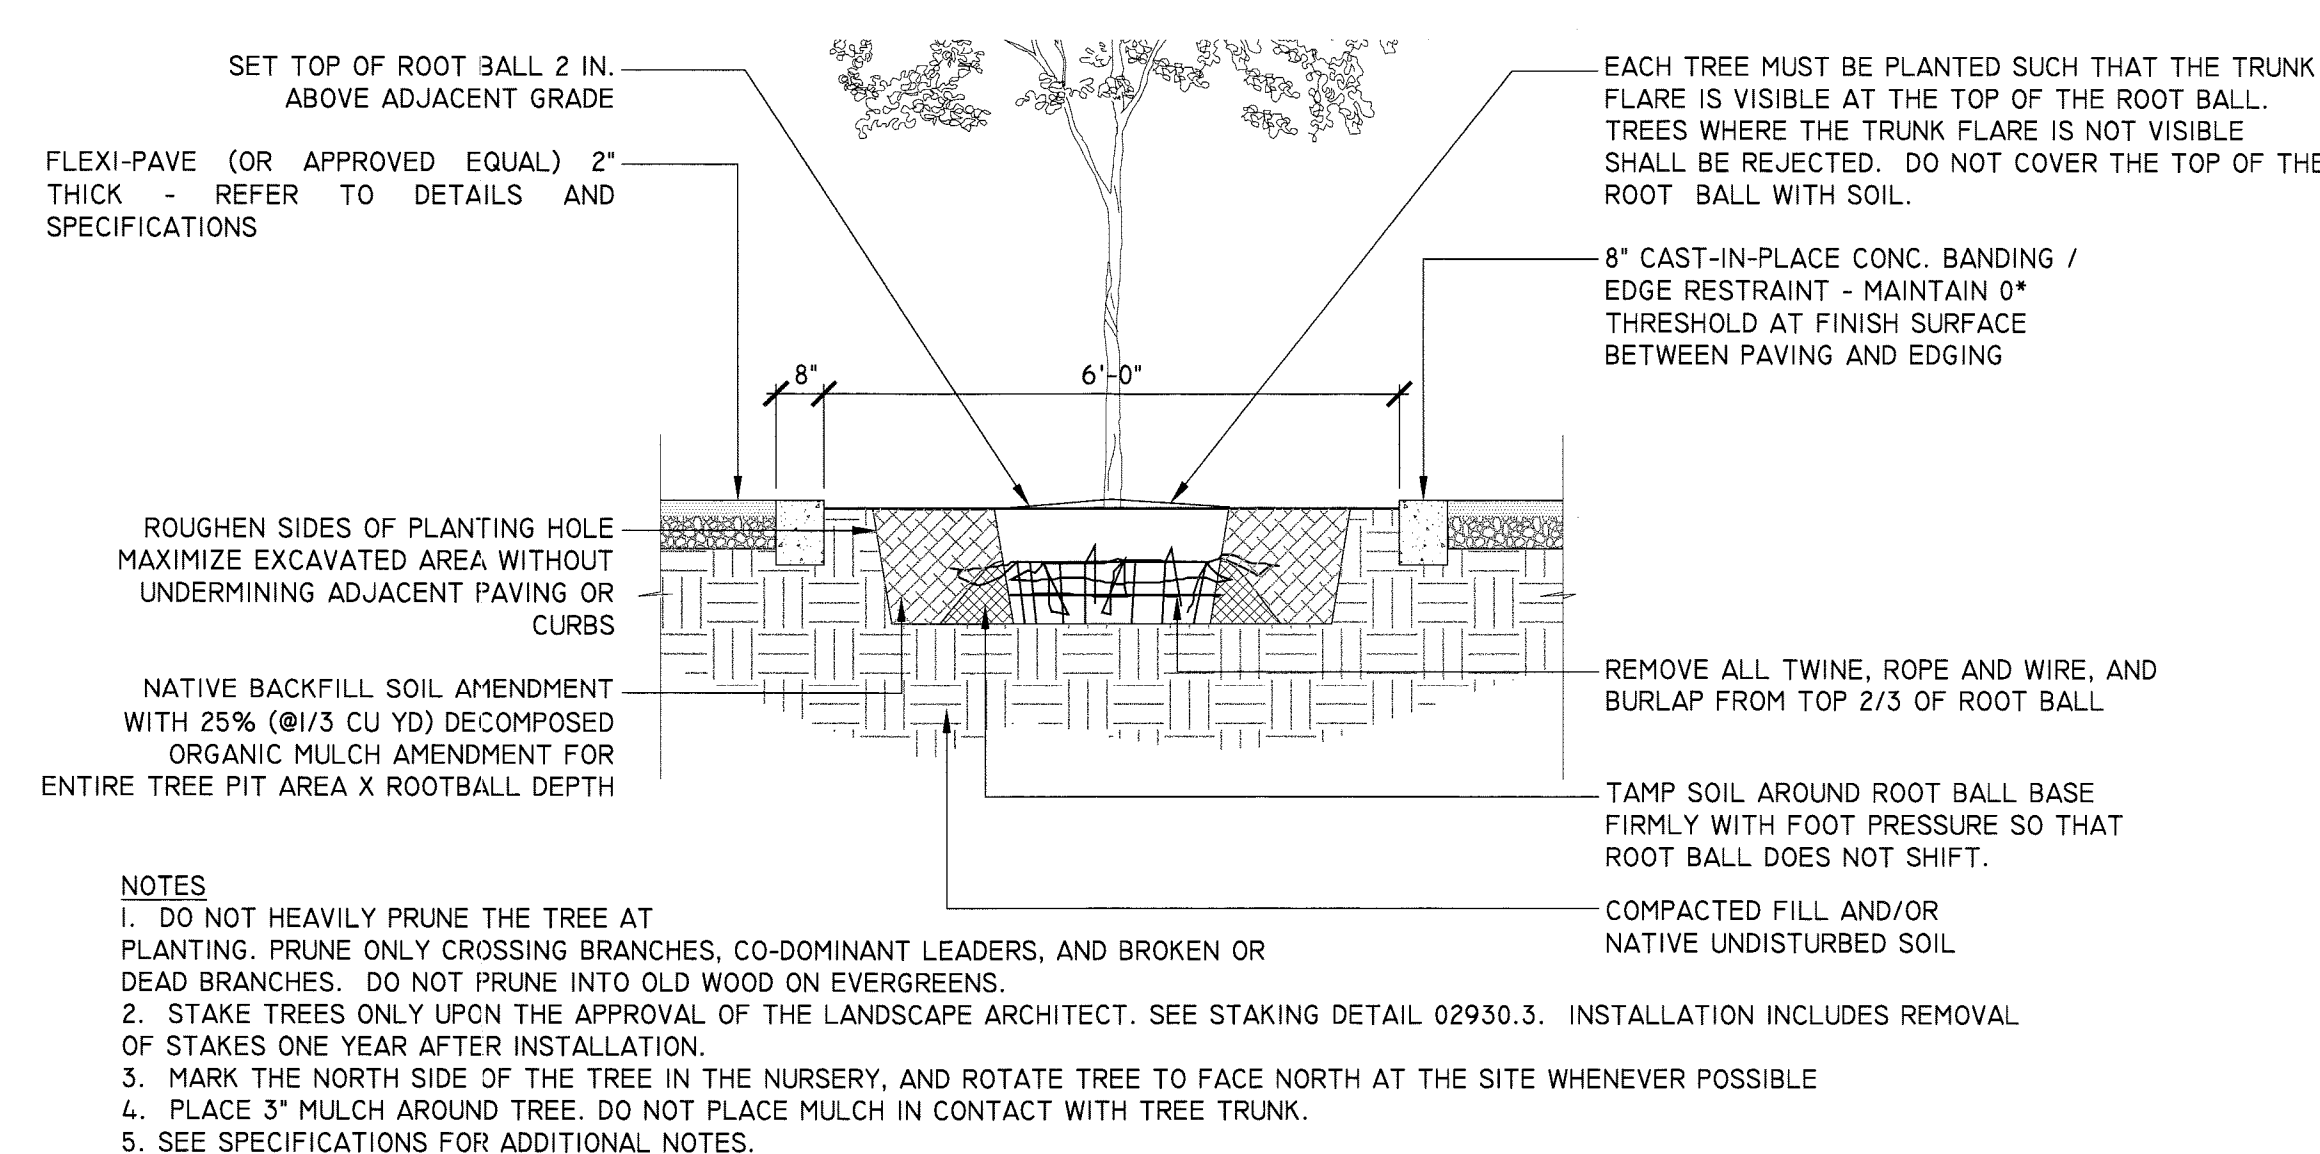 SET TOP OF ROOT BALL 2 IN.
ABOVE ADJACENT GRADE
FLEXI-PAVE (OR APPROVED EQUAL) 2"
THICK - REFER TO DETAILS AND
SPECIFICATIONS
ROUGHEN SIDES OF PLANTING HOLE
MAXIMIZE EXCAVATED AREA WITHOUT
UNDERMINING ADJACENT PAVING OR
CURBS
NATIVE BACKFILL SOIL AMENDMENT
WITH 25% (@1/3 CU YD) DECOMPOSED
ORGANIC MULCH AMENDMENT FOR
ENTIRE TREE PIT AREA X ROOTBALL DEPTH
8"
6'-0"
EACH TREE MUST BE PLANTED SUCH THAT THE TRUNK
FLARE IS VISIBLE AT THE TOP OF THE ROOT BALL.
TREES WHERE THE TRUNK FLARE IS NOT VISIBLE
SHALL BE REJECTED. DO NOT COVER THE TOP OF THE
ROOT BALL WITH SOIL.
8" CAST-IN-PLACE CONC. BANDING /
EDGE RESTRAINT - MAINTAIN 0*
THRESHOLD AT FINISH SURFACE
BETWEEN PAVING AND EDGING
REMOVE ALL TWINE, ROPE AND WIRE, AND
BURLAP FROM TOP 2/3 OF ROOT BALL
TAMP SOIL AROUND ROOT BALL BASE
FIRMLY WITH FOOT PRESSURE SO THAT
ROOT BALL DOES NOT SHIFT.
COMPACTED FILL AND/OR
NATIVE UNDISTURBED SOIL
NOTES
1. DO NOT HEAVILY PRUNE THE TREE AT
PLANTING. PRUNE ONLY CROSSING BRANCHES, CO-DOMINANT LEADERS, AND BROKEN OR
DEAD BRANCHES. DO NOT PRUNE INTO OLD WOOD ON EVERGREENS.
2. STAKE TREES ONLY UPON THE APPROVAL OF THE LANDSCAPE ARCHITECT. SEE STAKING DETAIL 02930.3. INSTALLATION INCLUDES REMOVAL
OF STAKES ONE YEAR AFTER INSTALLATION.
3. MARK THE NORTH SIDE OF THE TREE IN THE NURSERY, AND ROTATE TREE TO FACE NORTH AT THE SITE WHENEVER POSSIBLE
4. PLACE 3" MULCH AROUND TREE. DO NOT PLACE MULCH IN CONTACT WITH TREE TRUNK.
5. SEE SPECIFICATIONS FOR ADDITIONAL NOTES.